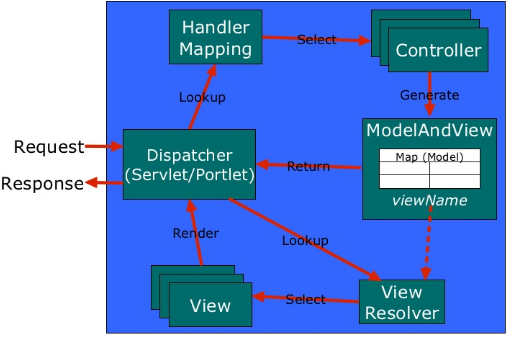 Handler
Mapping
Select
Controller
Lookup
Generate
Request
Response
Dispatcher
(Servlet/Portlet)
Return
ModelAndView
Map (Model)
viewName
Render
Lookup
View
Select
View
Resolver